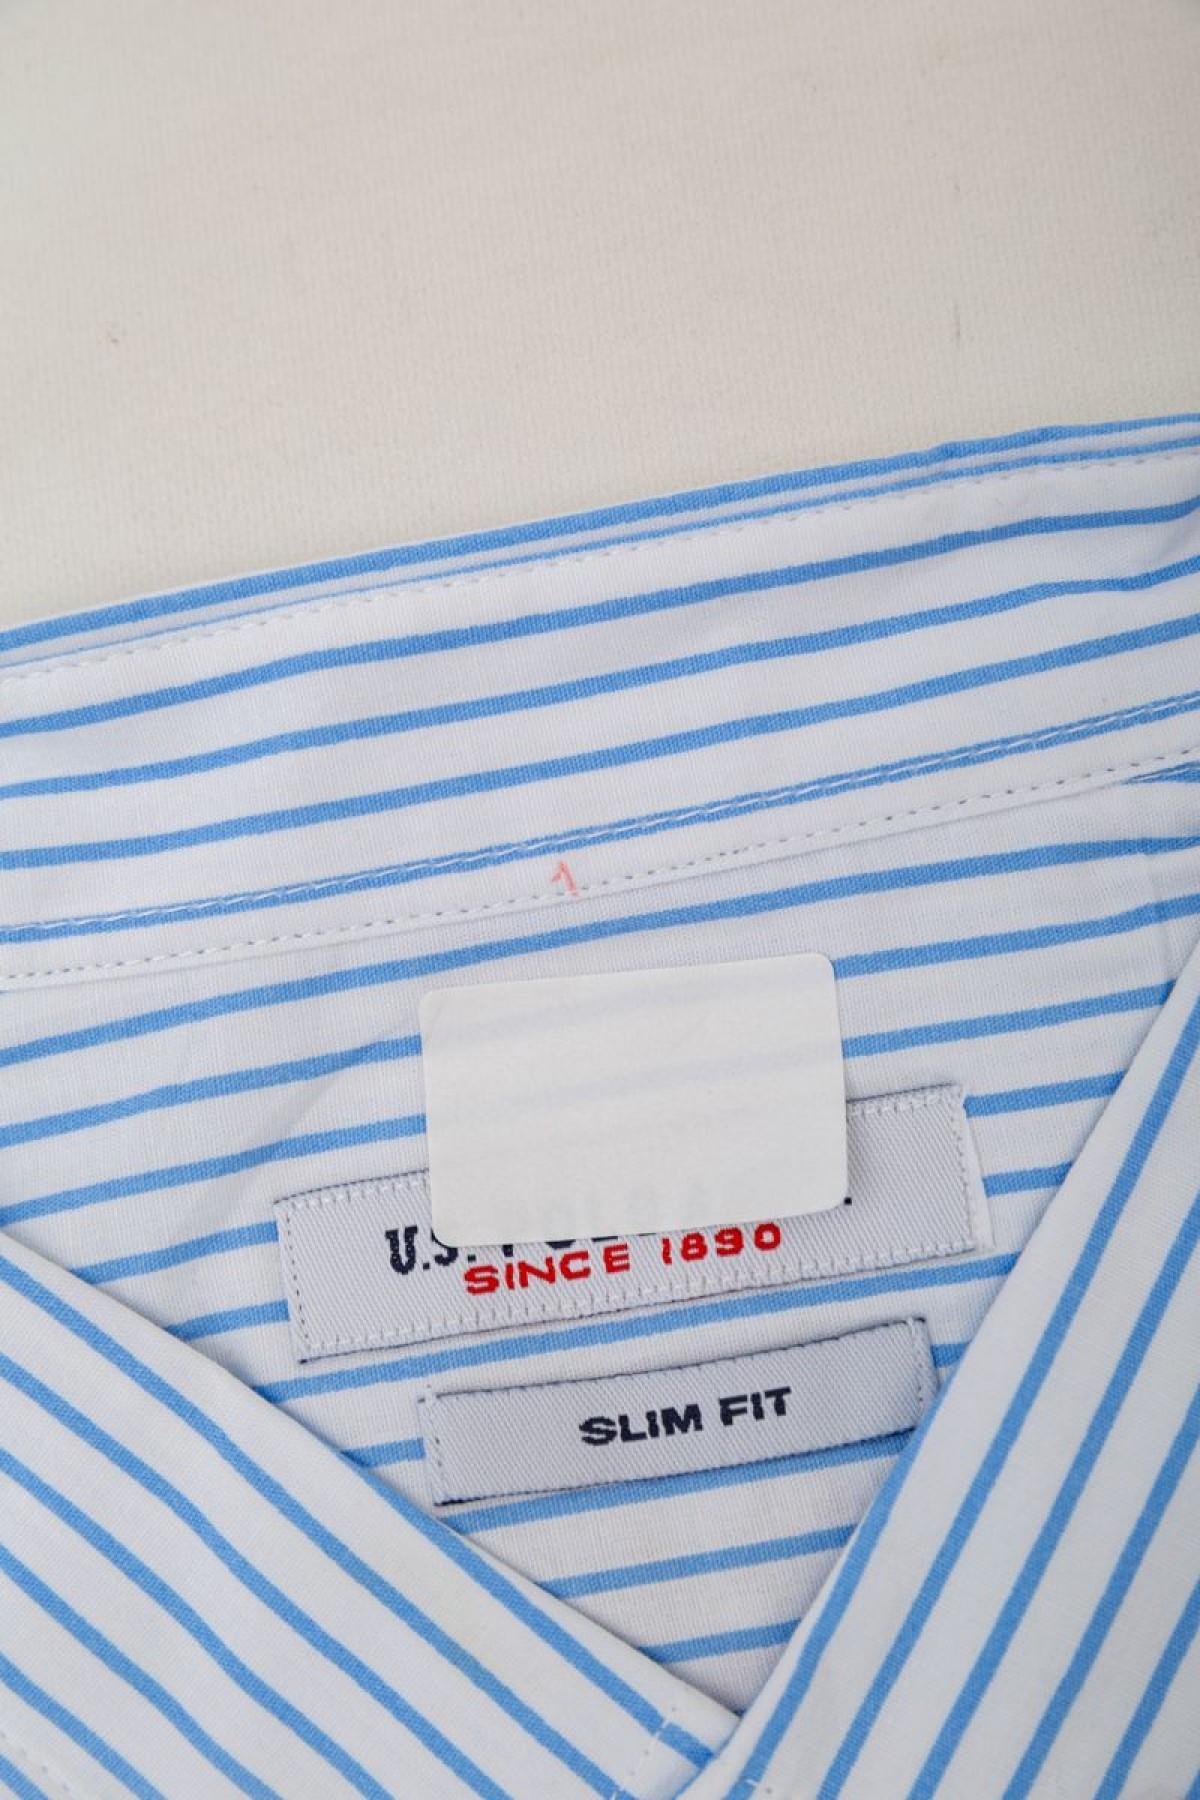 1
U.S.
SINCE 1890
SLIM FIT